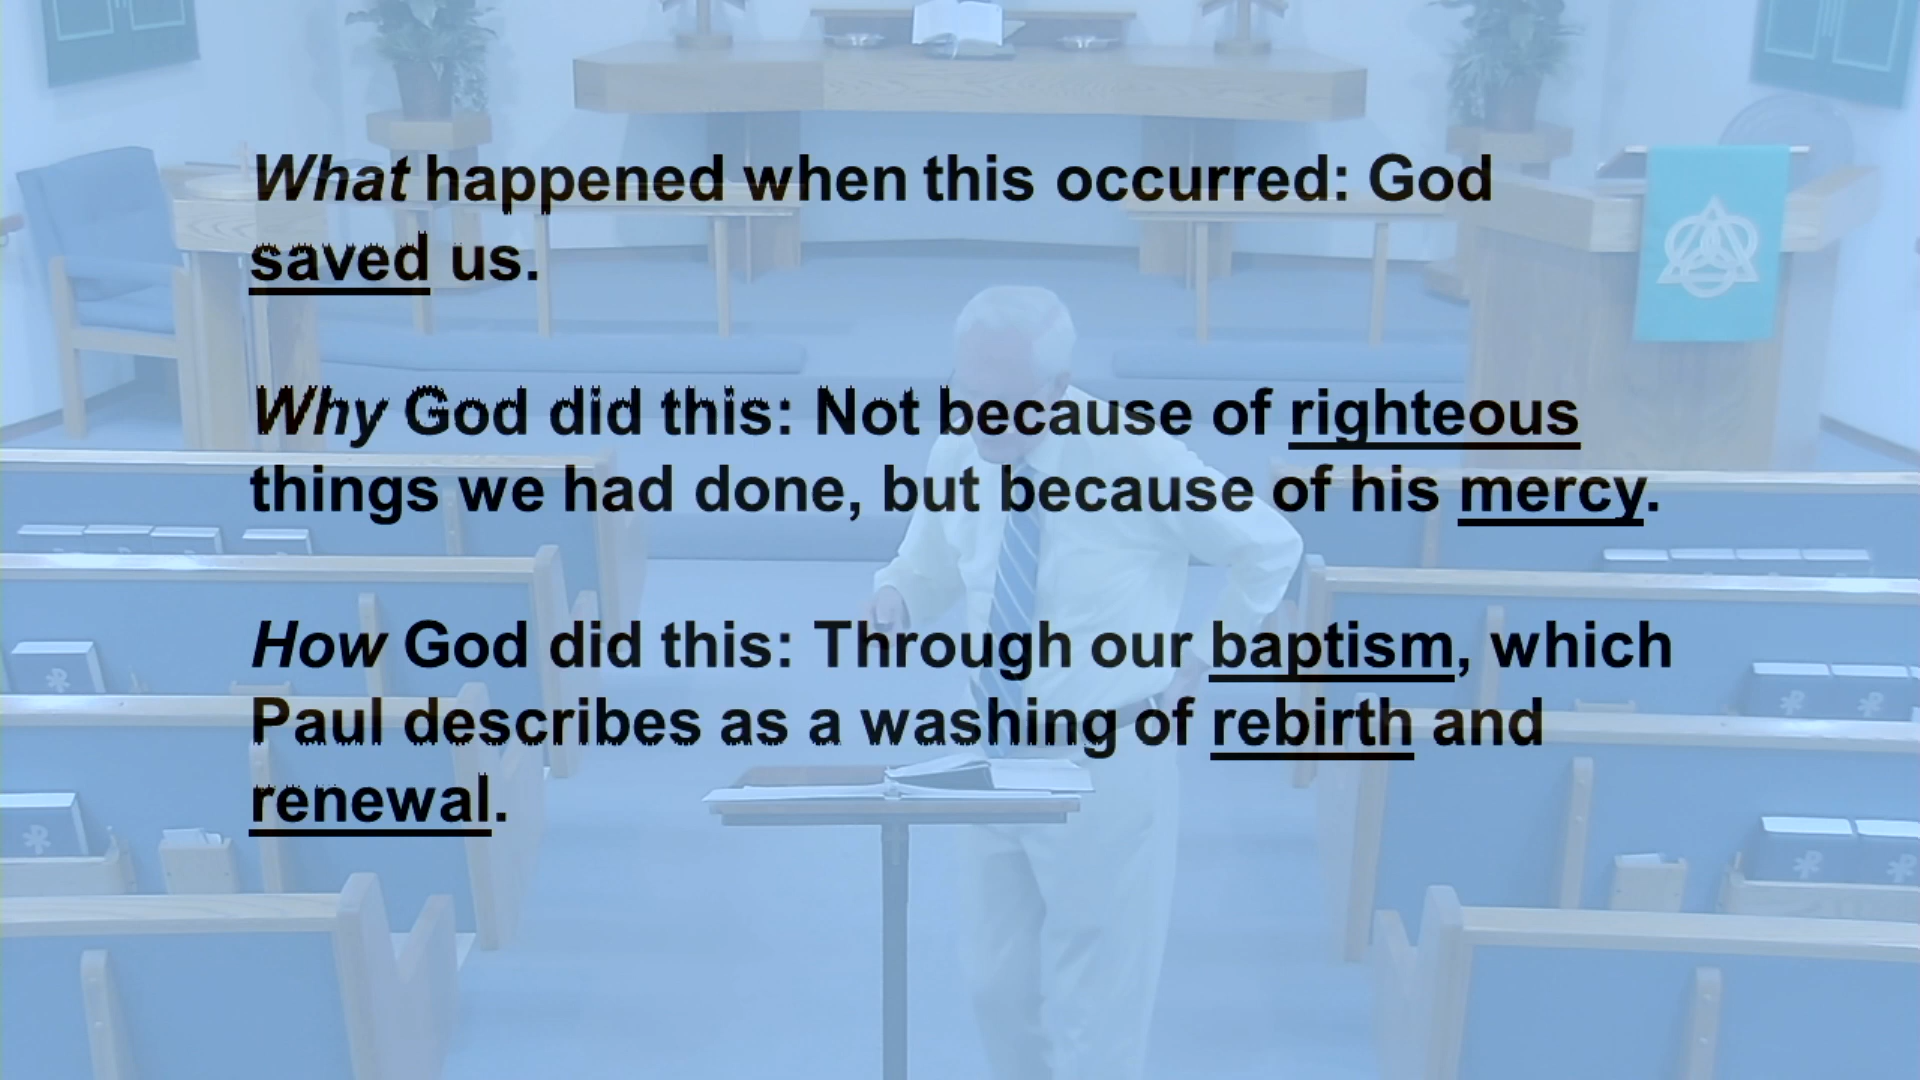 What happened when this occurred: God
saved us.
Why God did this: Not because of righteous
things we had done, but because of his mercy.
How God did this: Through our baptism, which
Paul describes as a washing of rebirth and
renewal.